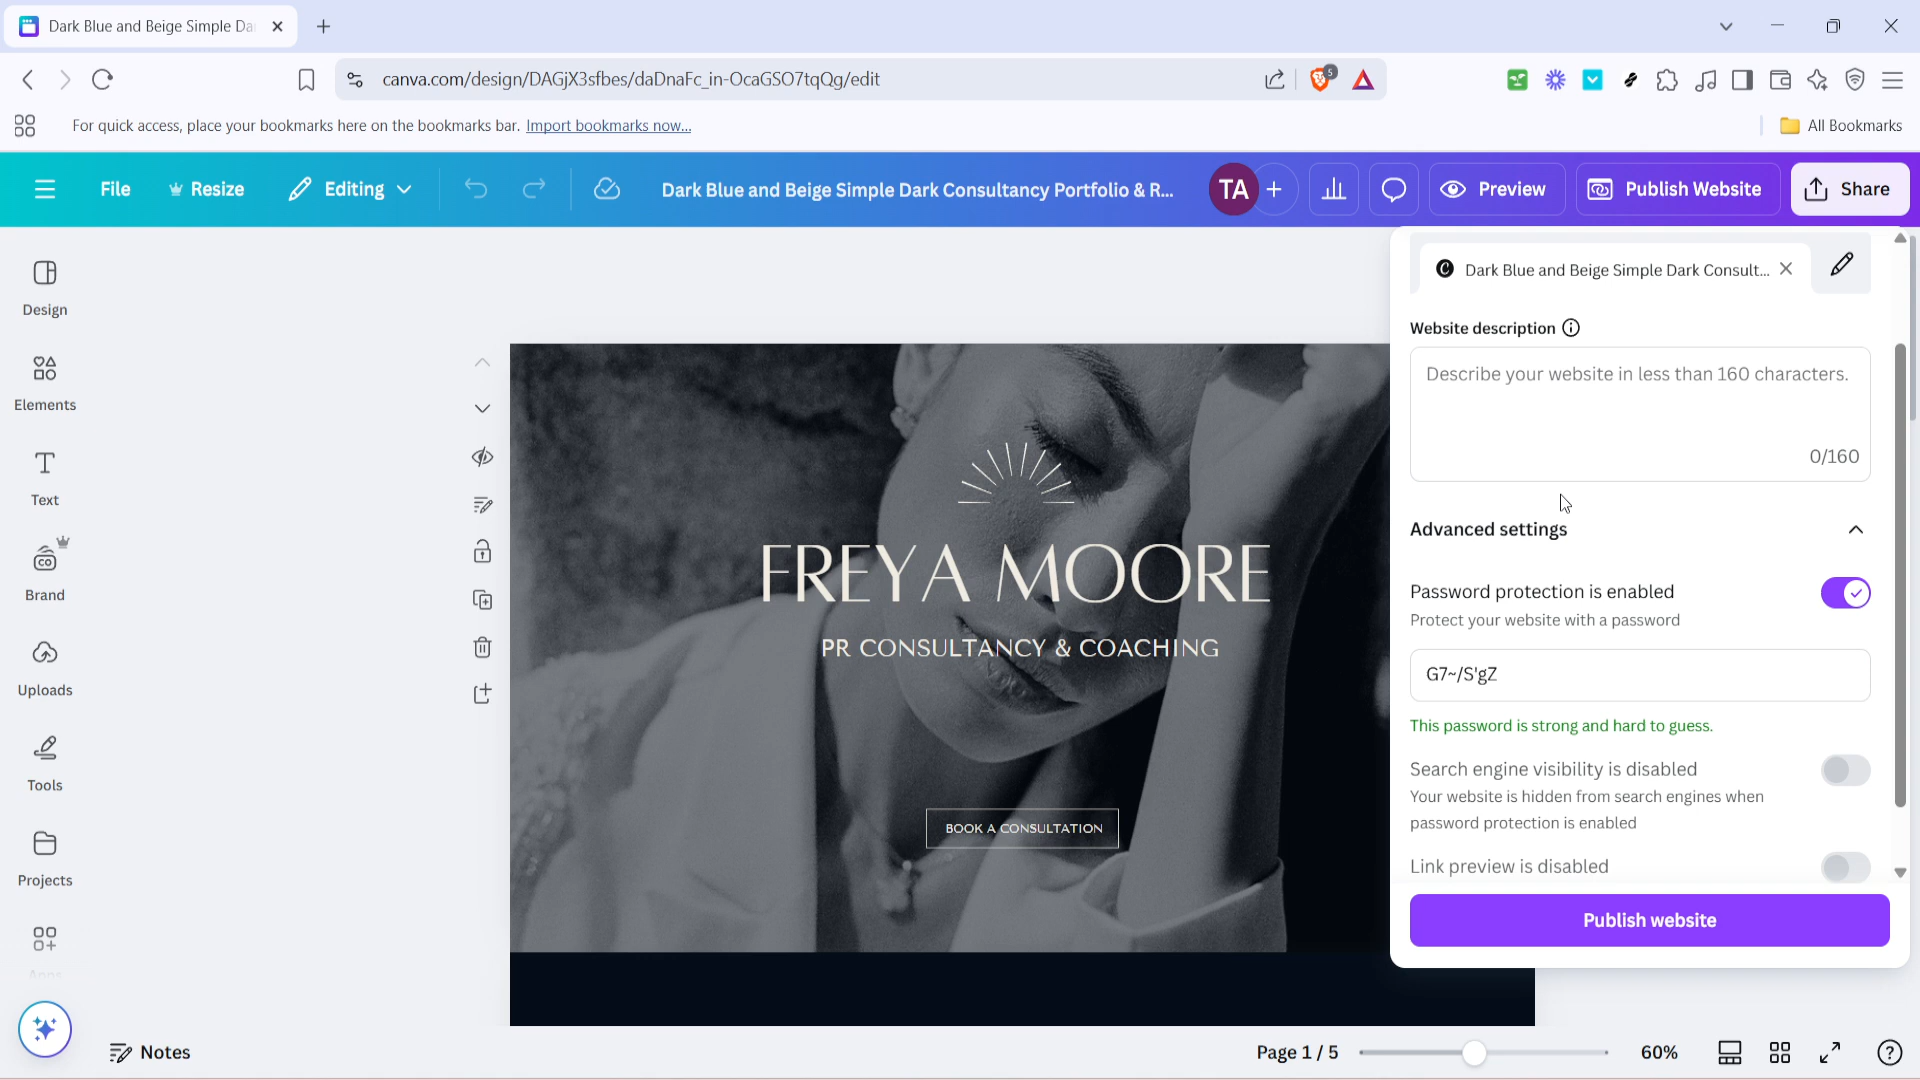 Dark Blue and Beige Simple Da
canva.com/design/DAGjX3sfbes/daDnaFc_in-OcaGSO7tqQg/edit
5
For quick access, place your bookmarks here on the bookmarks bar. Import bookmarks now...
All Bookmarks
File
Resize
Editing
Dark Blue and Beige Simple Dark Consultancy Portfolio & R...
TA
Preview
Publish Website
Share
Design
Elements
Text
CO
Brand
Uploads
Tools
Projects
Apps
FREYA MOORE
PR CONSULTANCY & COACHING
BOOK A CONSULTATION
Dark Blue and Beige Simple Dark Consult...
Website description
Describe your website in less than 160 characters.
0/160
Advanced settings
Password protection is enabled
Protect your website with a password
G7~/S'gZ
This password is strong and hard to guess.
Search engine visibility is disabled
Your website is hidden from search engines when
password protection is enabled
Link preview is disabled
Publish website
Notes
Page 1 / 5
60%